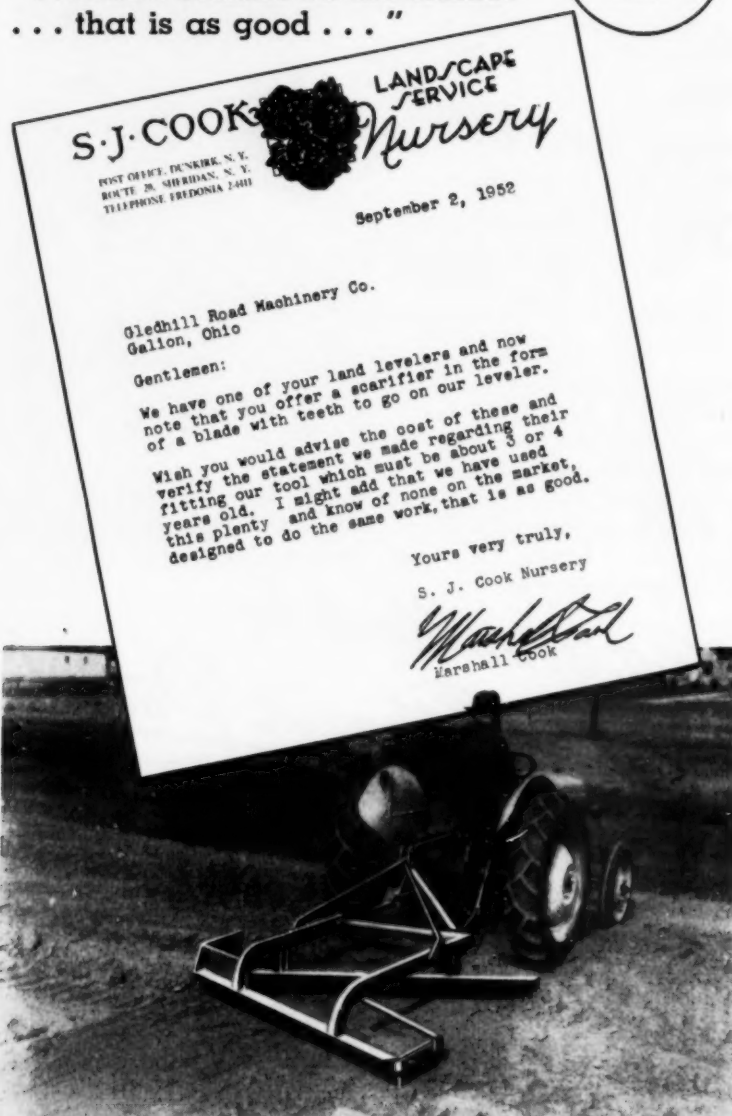 . . . that is as good . . . "
S·J·COOK
LANDSCAPE
SERVICE
Nursery
POST OFFICE, DUNKIRK, N. Y.
ROUTE 20, SHERIDAN, N. Y.
TELEPHONE FREDONIA 2-4411
September 2, 1952
Gledhill Road Machinery Co.
Galion, Ohio
Gentlemen:
We have one of your land levelers and now
note that you offer a scarifier in the form
of a blade with teeth to go on our leveler.
Wish you would advise the cost of these and
verify the statement we made regarding their
fitting our tool which must be about 3 or 4
years old. I might add that we have used
this plenty and know of none on the market,
designed to do the same work, that is as good.
Yours very truly,
S. J. Cook Nursery
Marshall Cook
Marshall Cook